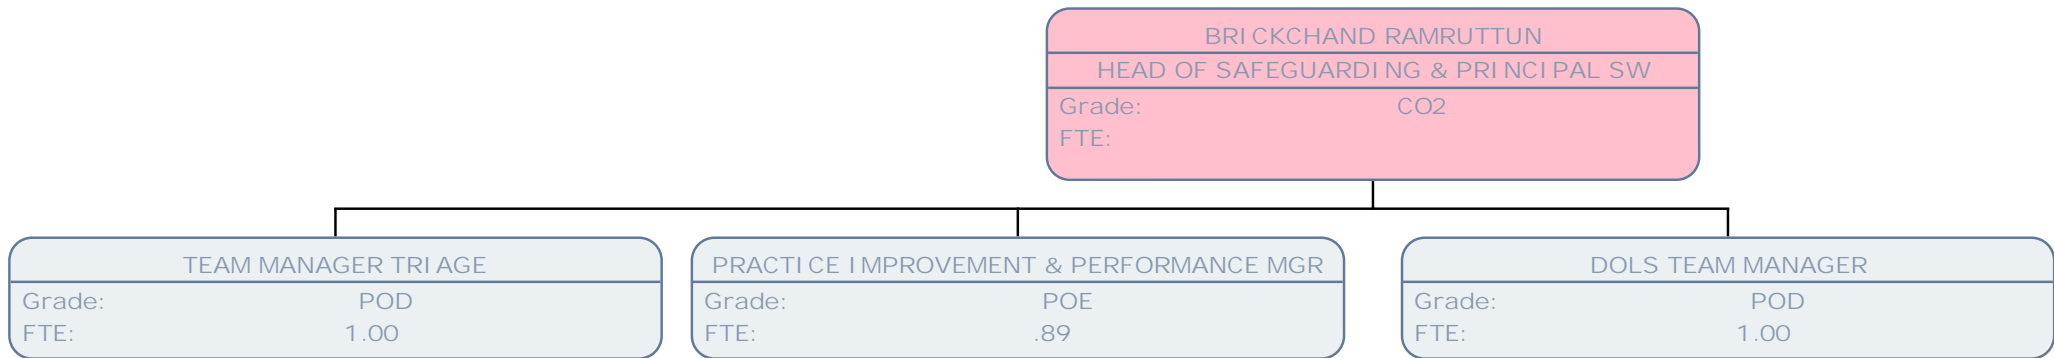 BRICKCHAND RAMRUTTUN
HEAD OF SAFEGUARDING & PRINCIPAL SW
Grade: CO2
FTE:
TEAM MANAGER TRIAGE
Grade: POD
FTE: 1.00
PRACTICE IMPROVEMENT & PERFORMANCE MGR
Grade: POE
FTE: .89
DOLS TEAM MANAGER
Grade: POD
FTE: 1.00